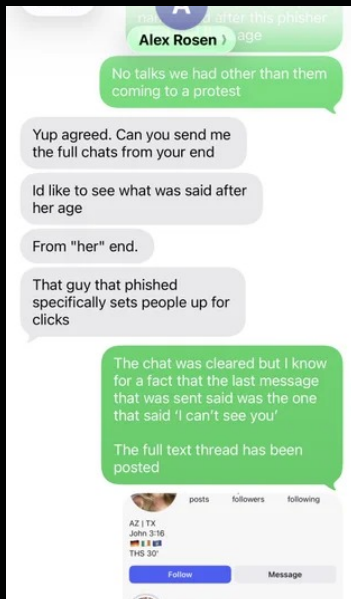 after this phisher
age
A
Alex Rosen
No talks we had other than them
coming to a protest
Yup agreed. Can you send me
the full chats from your end
Id like to see what was said after
her age
From "her" end.
That guy that phished
specifically sets people up for
clicks
The chat was cleared but I know
for a fact that the last message
that was sent said was the one
that said ‘I can’t see you’
The full text thread has been
posted
posts followers following
AZ | TX
John 3:16
THS 30'
Follow Message